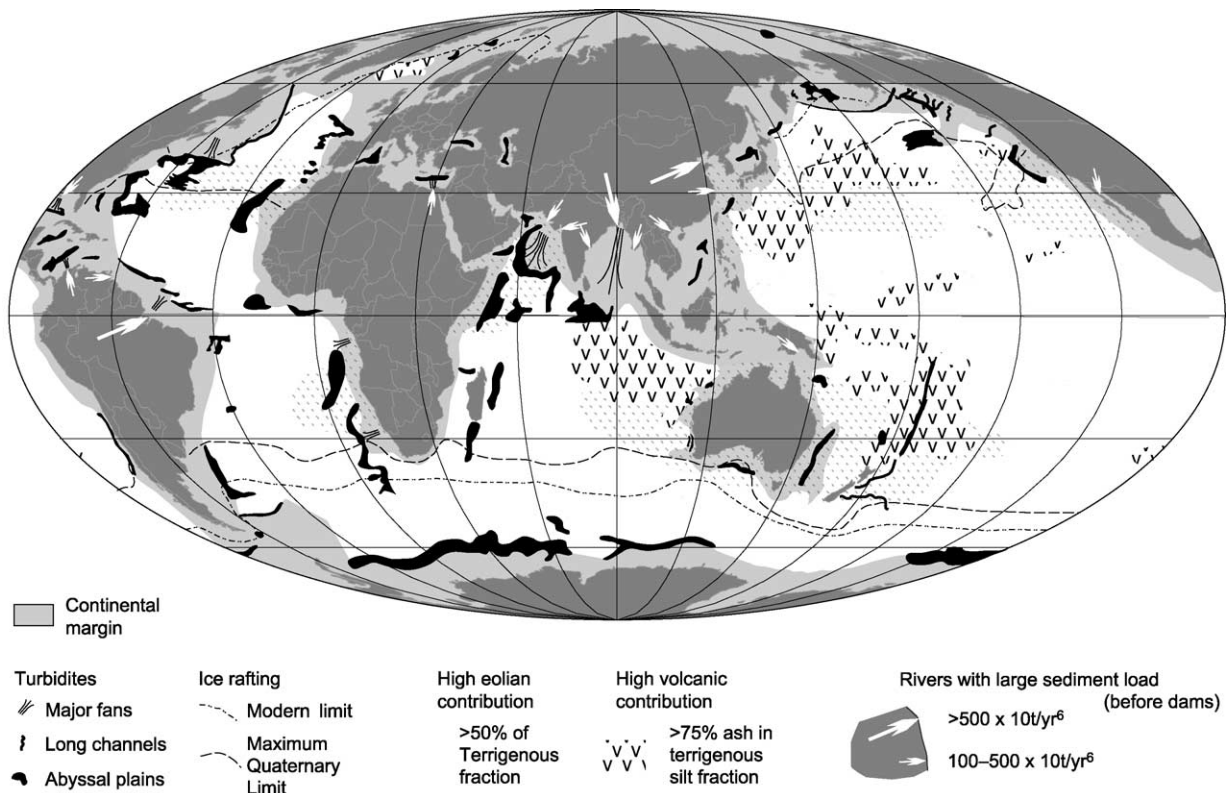 Continental
margin
Turbidites
Major fans
Long channels
Abyssal plains
Ice rafting
Modern limit
Maximum
Quaternary
Limit
High eolian
contribution
>50% of
Terrigenous
fraction
High volcanic
contribution
>75% ash in
terrigenous
silt fraction
Rivers with large sediment load
(before dams)
>500 x 10t/yr⁶
100–500 x 10t/yr⁶